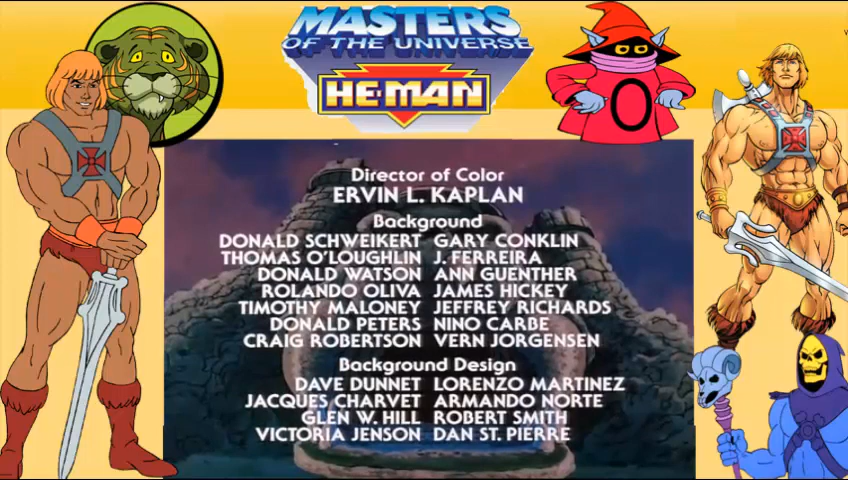 MASTERS
OF THE UNIVERSE
HE-MAN
O
Director of Color
ERVIN L. KAPLAN
Background
DONALD SCHWEIKERT GARY CONKLIN
THOMAS O'LOUGHLIN J. FERREIRA
DONALD WATSON ANN GUENTHER
ROLANDO OLIVA JAMES HICKEY
TIMOTHY MALONEY JEFFREY RICHARDS
DONALD PETERS NINO CARBE
CRAIG ROBERTSON VERN JORGENSEN
Background Design
DAVE DUNNET LORENZO MARTINEZ
JACQUES CHARVET ARMANDO NORTE
GLEN W. HILL ROBERT SMITH
VICTORIA JENSON DAN ST. PIERRE